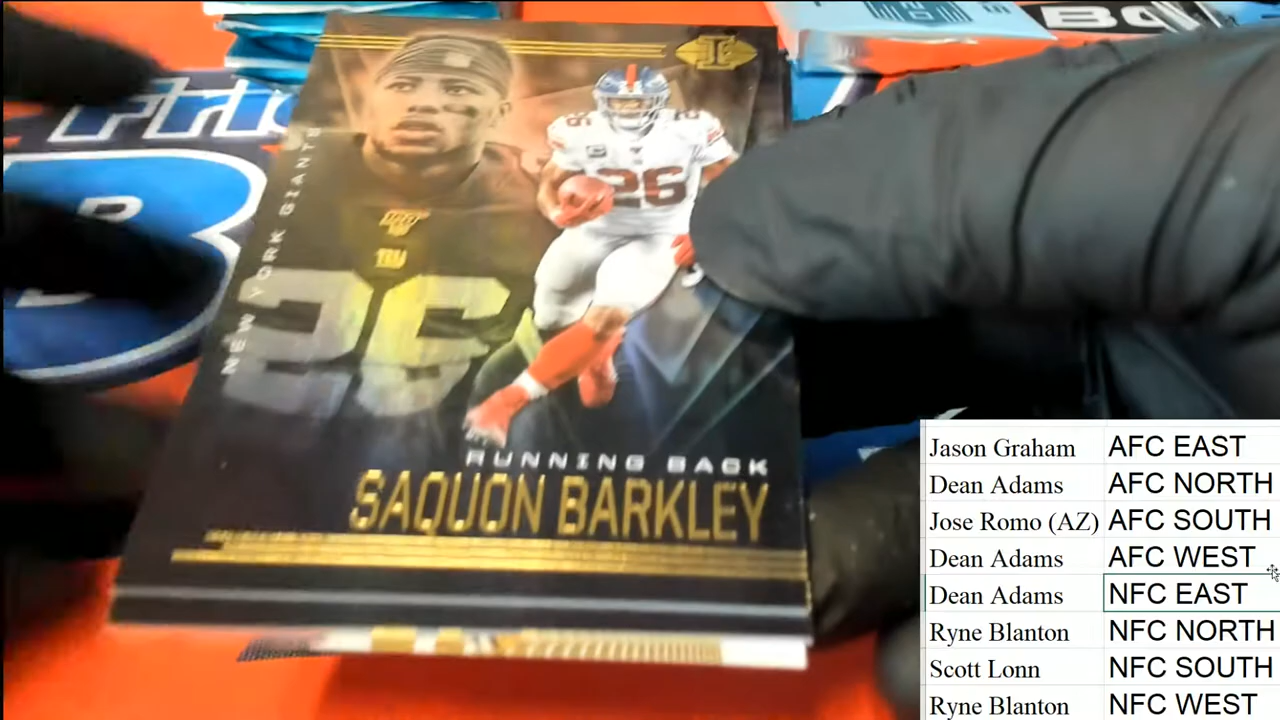 BO
Fri
B
NEW YORK GIANTS
26
26
RUNNING BACK
SAQUON BARKLEY
Jason Graham AFC EAST
Dean Adams AFC NORTH
Jose Romo (AZ) AFC SOUTH
Dean Adams AFC WEST
Dean Adams NFC EAST
Ryne Blanton NFC NORTH
Scott Lonn NFC SOUTH
Ryne Blanton NFC WEST